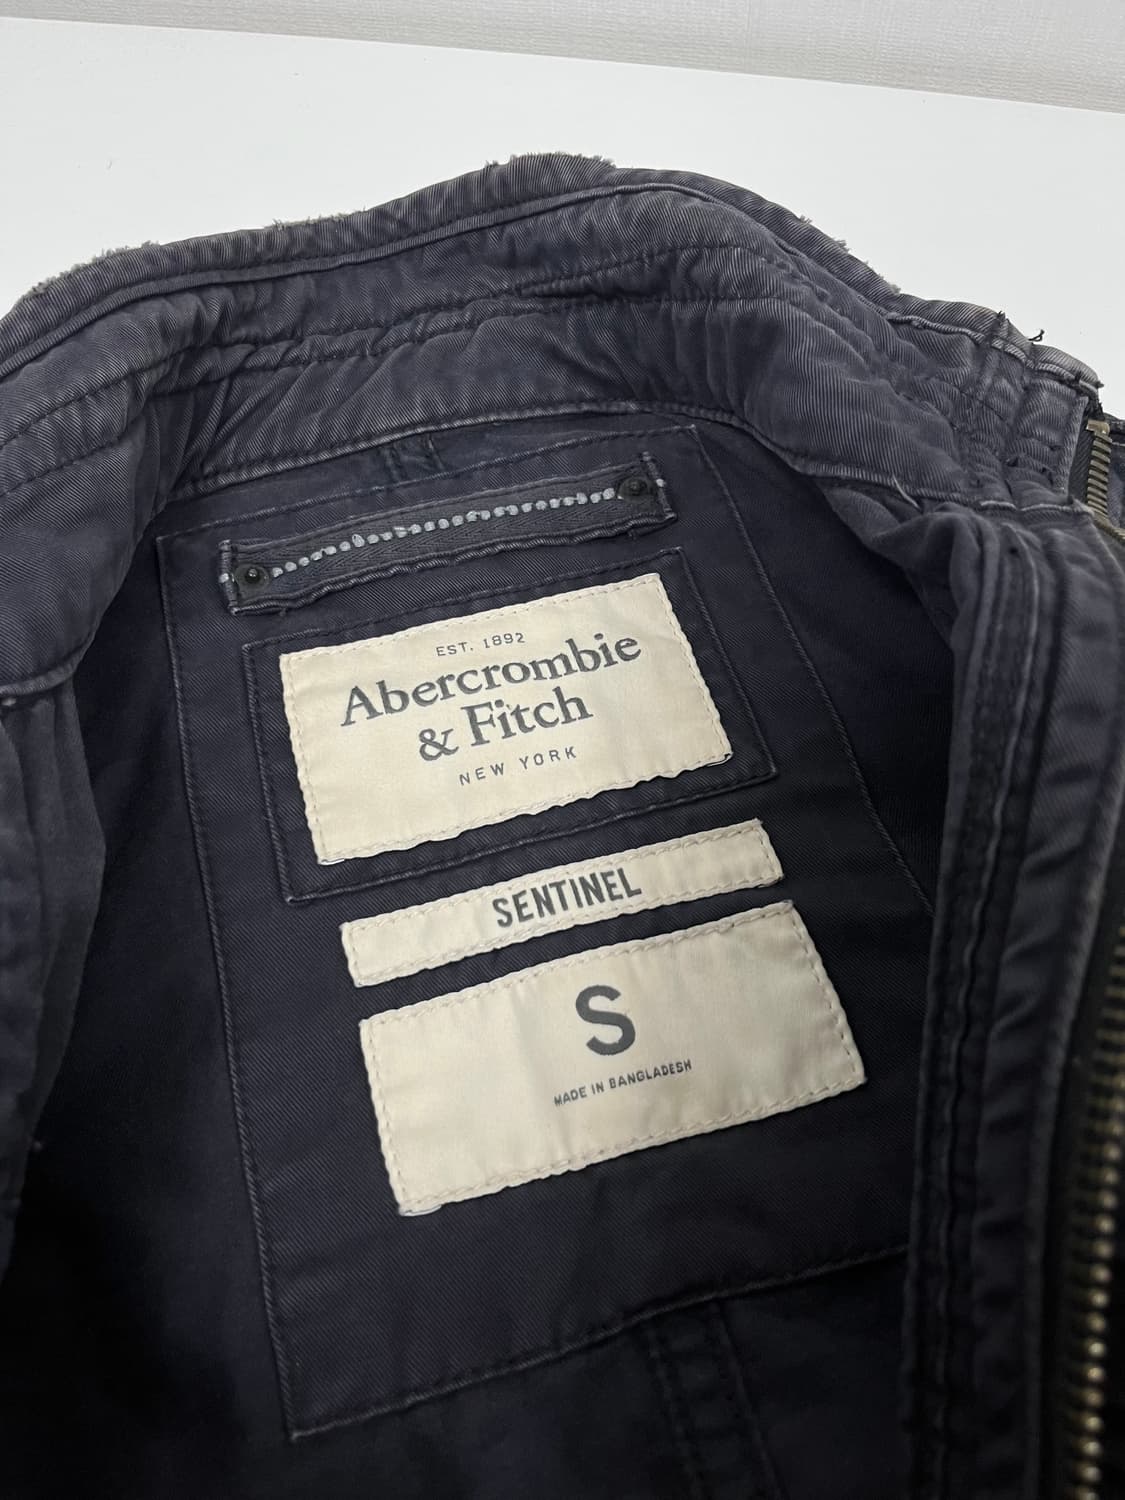 EST. 1892
Abercrombie
& Fitch
NEW YORK
SENTINEL
S
MADE IN BANGLADESH